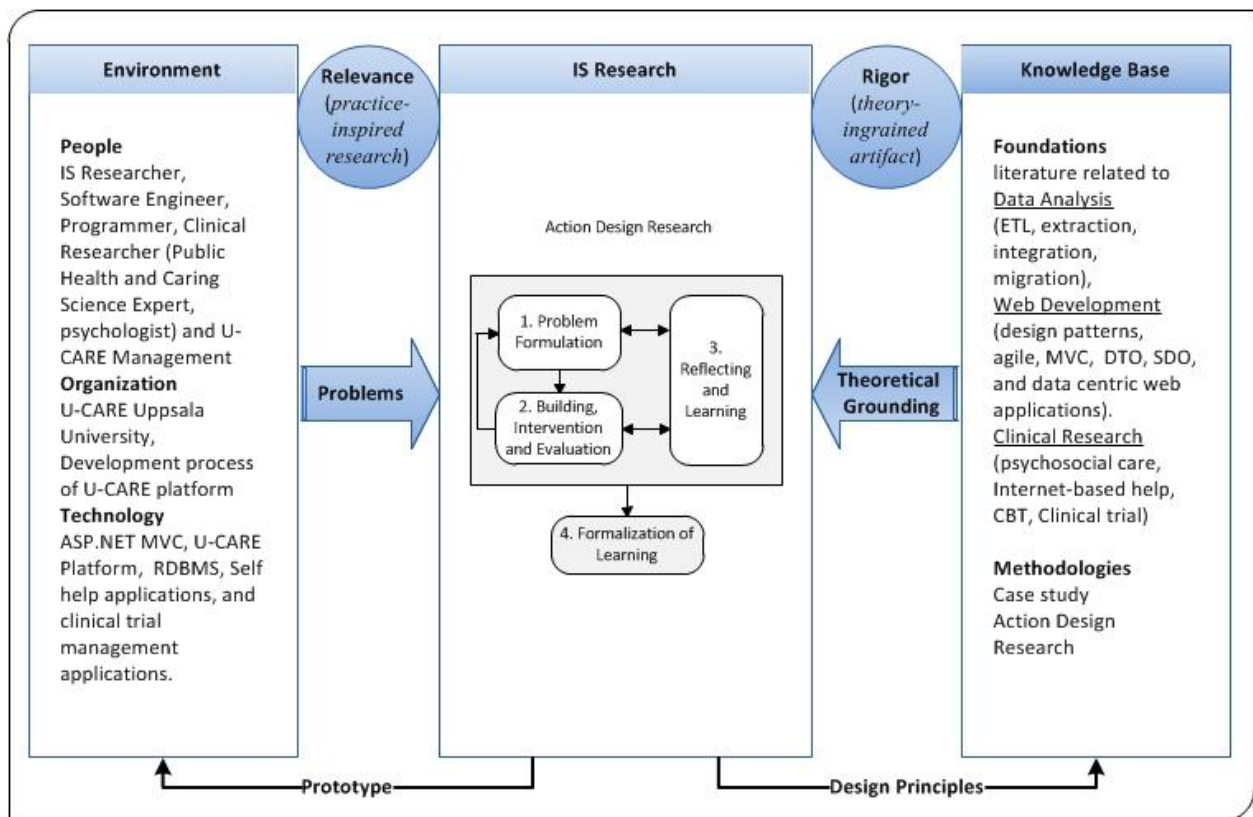 Environment
People
IS Researcher,
Software Engineer,
Programmer, Clinical
Researcher (Public
Health and Caring
Science Expert,
psychologist) and U-
CARE Management
Organization
U-CARE Uppsala
University,
Development process
of U-CARE platform
Technology
ASP.NET MVC, U-CARE
Platform, RDBMS, Self
help applications, and
clinical trial
management
applications.
Relevance
(practice-
inspired
research)
Problems
IS Research
Action Design Research
1. Problem
Formulation
2. Building,
Intervention
and Evaluation
3.
Reflecting
and
Learning
4. Formalization of
Learning
Rigor
(theory-
ingrained
artifact)
Theoretical
Grounding
Knowledge Base
Foundations
literature related to
Data Analysis
(ETL, extraction,
integration,
migration),
Web Development
(design patterns,
agile, MVC, DTO, SDO,
and data centric web
applications).
Clinical Research
(psychosocial care,
Internet-based help,
CBT, Clinical trial)
Methodologies
Case study
Action Design
Research
Prototype
Design Principles